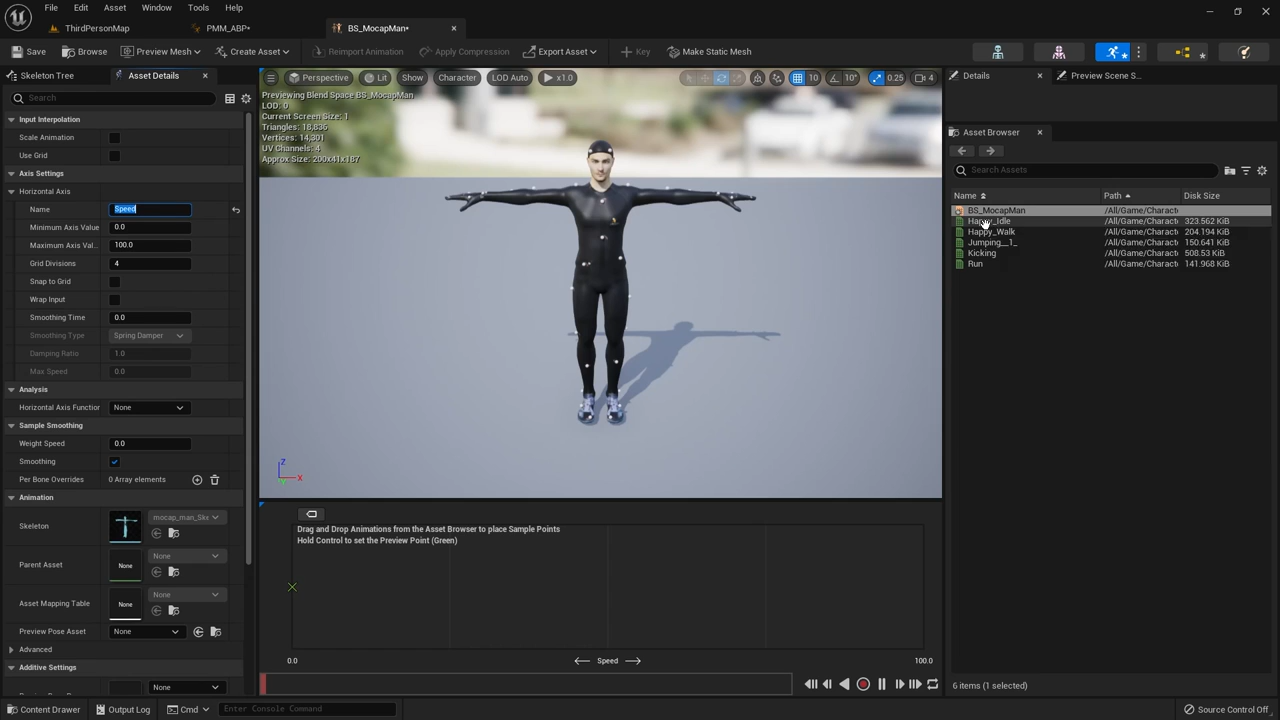 File Edit Asset Window Tools Help
ThirdPersonMap PMM_ABP• BS_MocapMan•
Save Browse Preview Mesh Create Asset Reimport Animation Apply Compression Export Asset Key Make Static Mesh
Skeleton Tree Asset Details
Search
Input Interpolation
Scale Animation
Use Grid
Axis Settings
Horizontal Axis
Name Speed
Minimum Axis Value 0.0
Maximum Axis Val... 100.0
Grid Divisions 4
Snap to Grid
Wrap Input
Smoothing Time 0.0
Smoothing Type Spring Damper
Damping Ratio 1.0
Max Speed 0.0
Analysis
Horizontal Axis Functior None
Sample Smoothing
Weight Speed 0.0
Smoothing
Per Bone Overrides 0 Array elements
Animation
Skeleton mocap_man_Ske
Parent Asset None None
Asset Mapping Table None None
Preview Pose Asset None
Advanced
Additive Settings
None
Perspective Lit Show Character LOD Auto x1.0 10 10° 0.25 4
Previewing Blend Space BS_MocapMan
LOD: 0
Current Screen Size: 1
Triangles: 18,836
Vertices: 14,301
UV Channels: 4
Approx Size: 200x41x187
Z
X
Drag and Drop Animations from the Asset Browser to place Sample Points
Hold Control to set the Preview Point (Green)
0.0 Speed 100.0
Details Preview Scene S...
Asset Browser
Search Assets
Name Path Disk Size
BS_MocapMan /All/Game/Charact
Happy_Idle /All/Game/Charact 323.562 KiB
Happy_Walk /All/Game/Charact 204.194 KiB
Jumping__1_ /All/Game/Charact 150.641 KiB
Kicking /All/Game/Charact 508.53 KiB
Run /All/Game/Charact 141.968 KiB
6 items (1 selected)
Content Drawer Output Log Cmd Enter Console Command Source Control Off